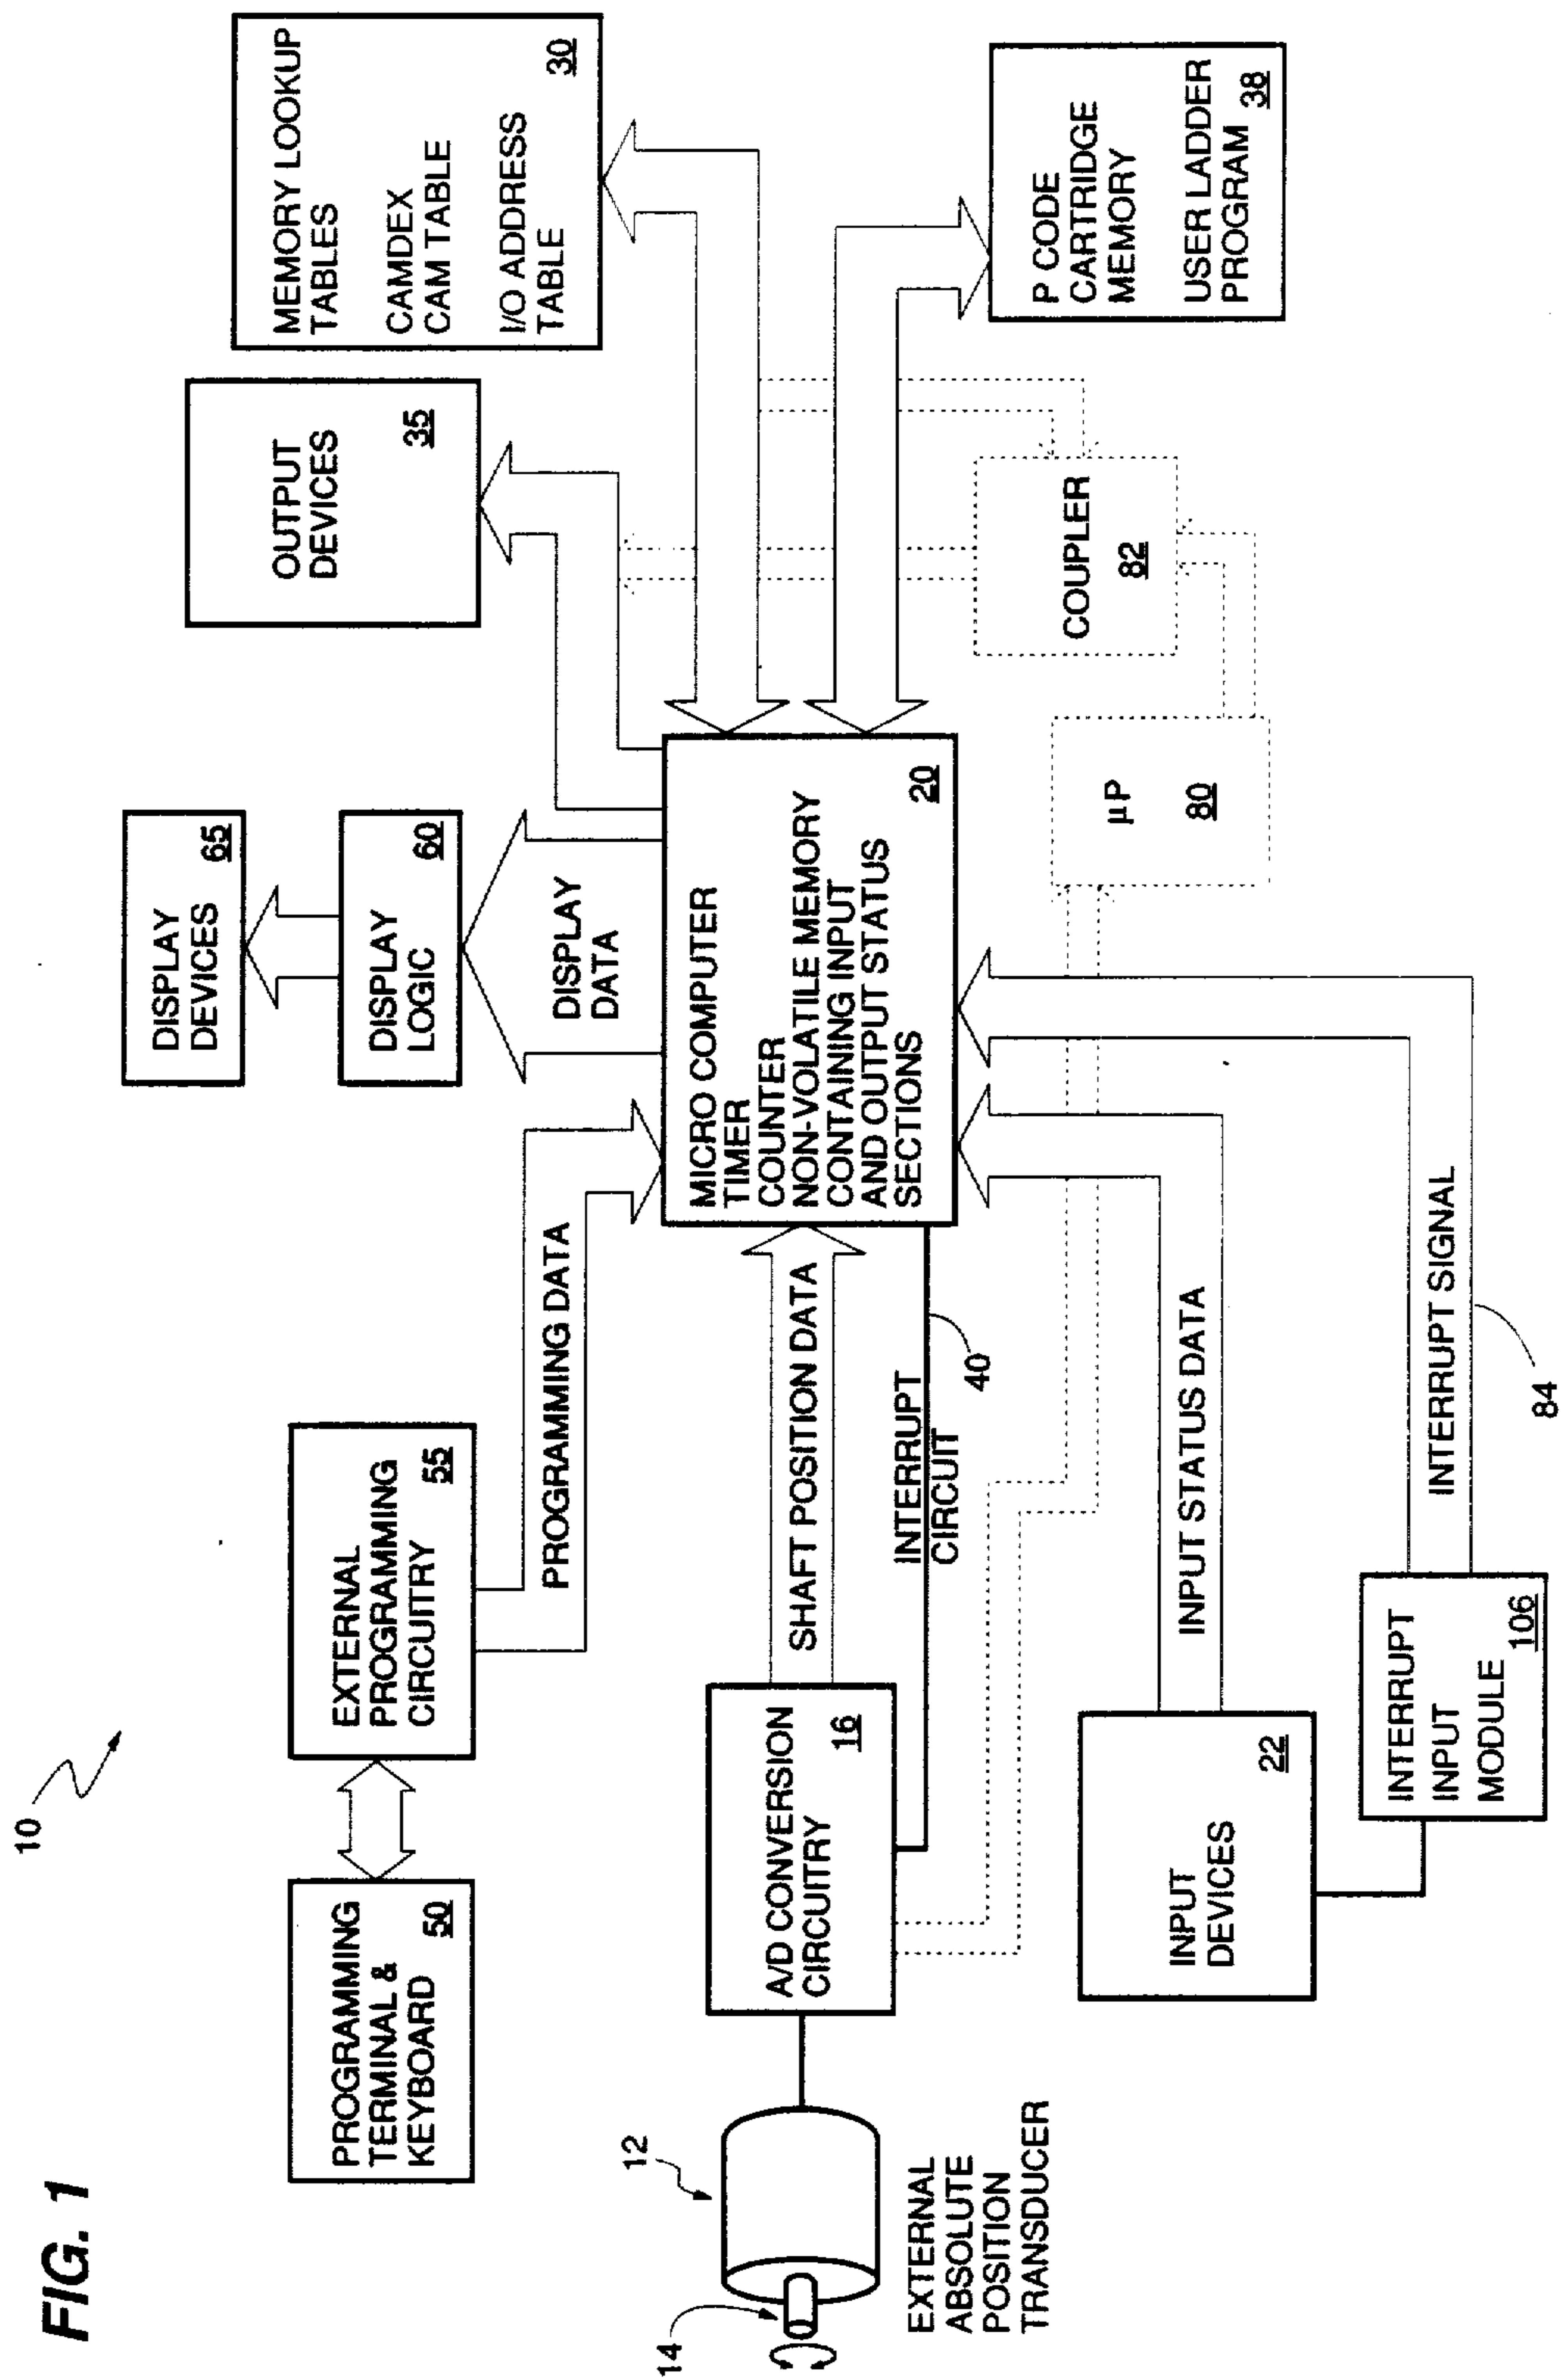 FIG. 1
10
PROGRAMMING
TERMINAL &
KEYBOARD
50
EXTERNAL
PROGRAMMING
CIRCUITRY
55
PROGRAMMING DATA
DISPLAY
DEVICES
65
DISPLAY
LOGIC
60
DISPLAY
DATA
OUTPUT
DEVICES
35
MEMORY LOOKUP
TABLES
CAMDEX
CAM TABLE
I/O ADDRESS
TABLE
30
12
14
EXTERNAL
ABSOLUTE
POSITION
TRANSDUCER
A/D CONVERSION
CIRCUITRY
16
SHAFT POSITION DATA
INTERRUPT
CIRCUIT
40
MICRO COMPUTER
TIMER
COUNTER
NON-VOLATILE MEMORY
CONTAINING INPUT
AND OUTPUT STATUS
SECTIONS
20
P CODE
CARTRIDGE
MEMORY
USER LADDER
PROGRAM
38
COUPLER
82
μP
80
INPUT
DEVICES
22
INPUT STATUS DATA
INTERRUPT
INPUT
MODULE
106
INTERRUPT SIGNAL
84